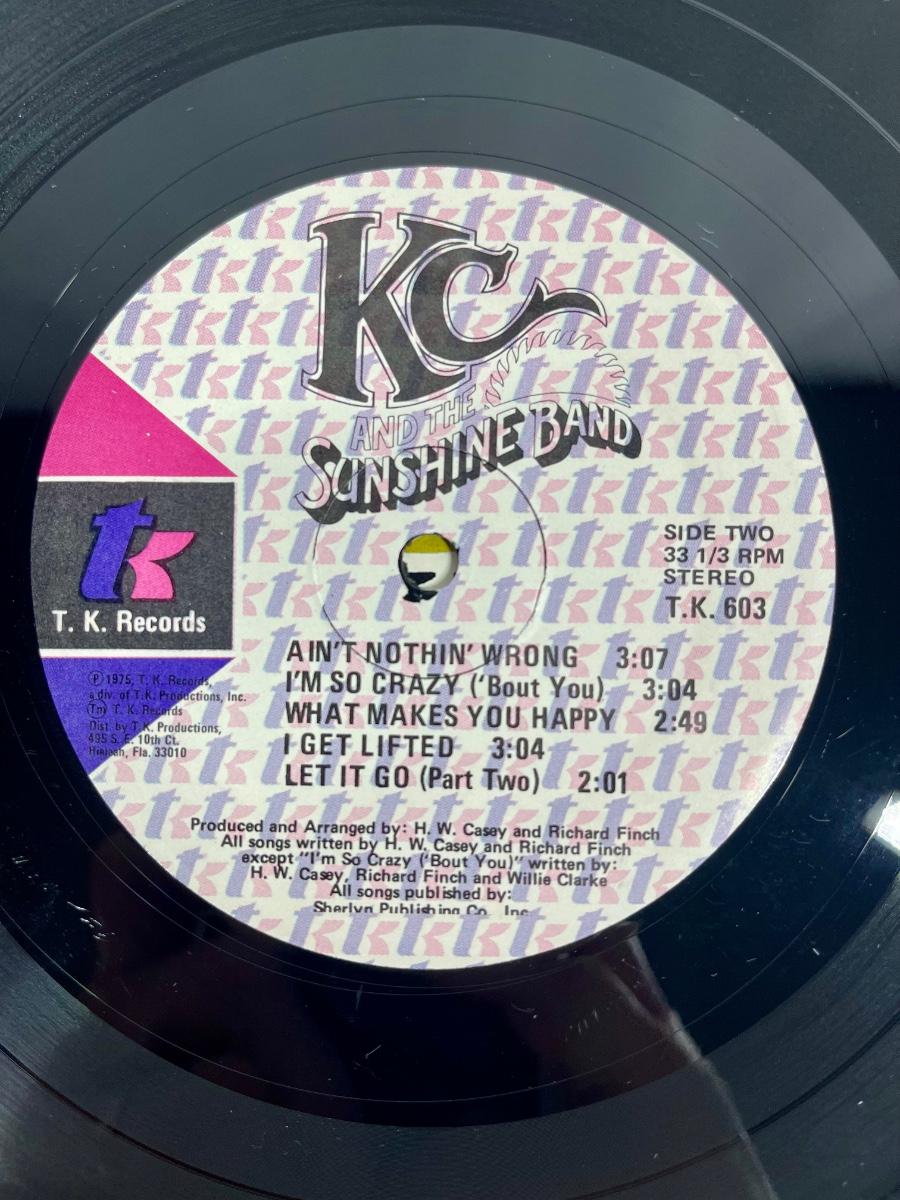 KC
AND THE
SUNSHINE BAND
SIDE TWO
33 1/3 RPM
STEREO
T.K. 603
tk
T. K. Records
Ⓟ 1975, T. K. Records,
a div. of T.K. Productions, Inc.
(Tm) T. K. Records
Dist. by T.K. Productions,
495 S. E. 10th Ct.
Hialeah, Fla. 33010
AIN'T NOTHIN' WRONG 3:07
I'M SO CRAZY ('Bout You) 3:04
WHAT MAKES YOU HAPPY 2:49
I GET LIFTED 3:04
LET IT GO (Part Two) 2:01
Produced and Arranged by: H. W. Casey and Richard Finch
All songs written by H. W. Casey and Richard Finch
except "I'm So Crazy ('Bout You)" written by:
H. W. Casey, Richard Finch and Willie Clarke
All songs published by:
Sherlyn Publishing Co., Inc.